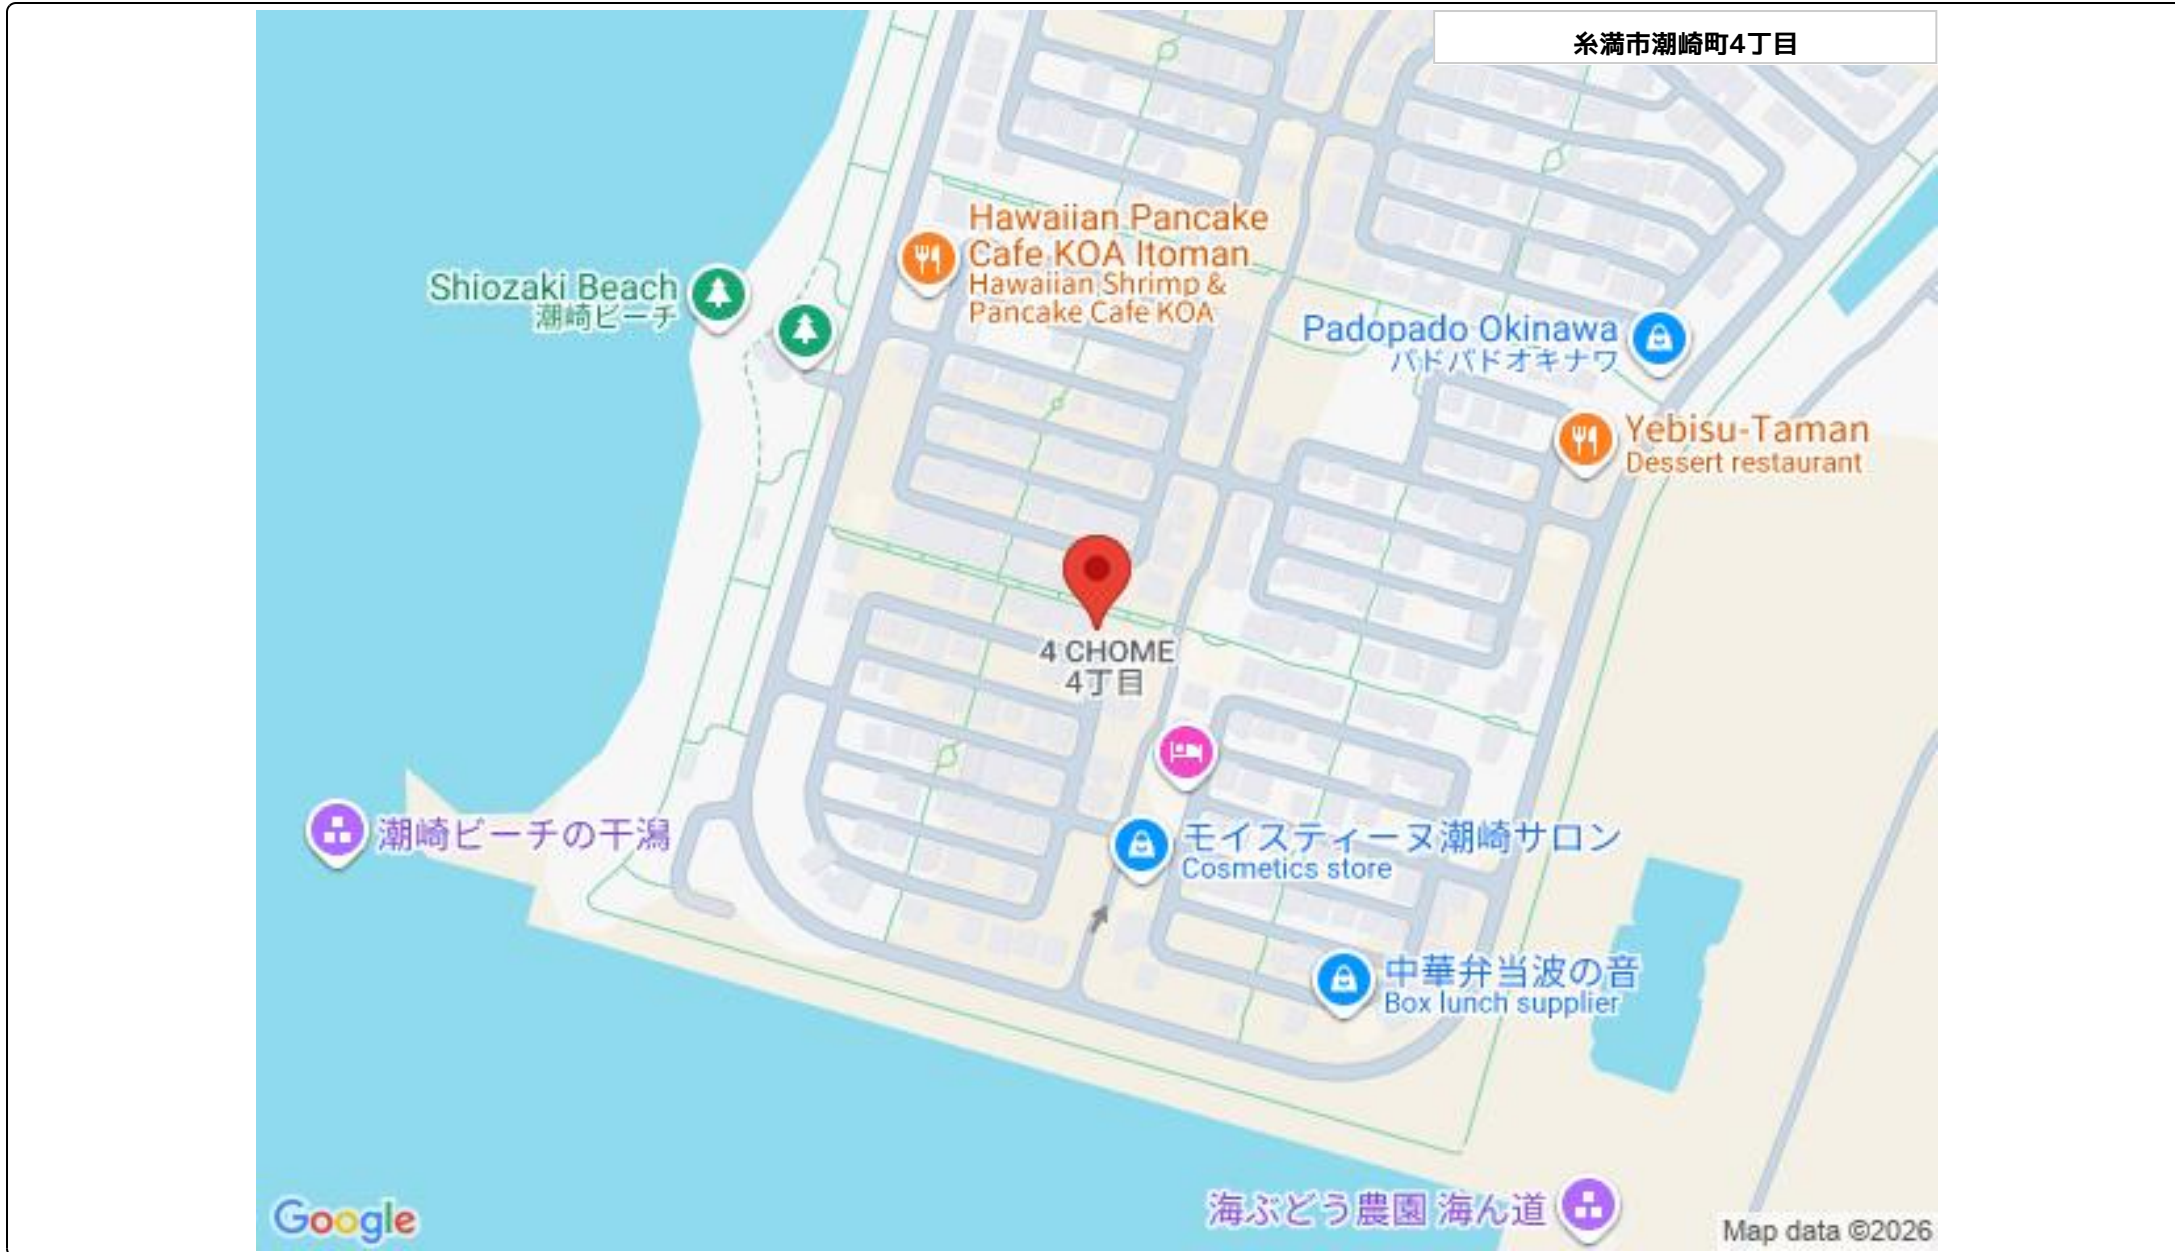 糸満市潮崎町4丁目
Hawaiian Pancake
Cafe KOA Itoman
Hawaiian Shrimp &
Pancake Cafe KOA
Shiozaki Beach
潮崎ビーチ
Padopado Okinawa
パドパドオキナワ
Yebisu-Taman
Dessert restaurant
4 CHOME
4丁目
潮崎ビーチの干潟
モイスティーヌ潮崎サロン
Cosmetics store
中華弁当波の音
Box lunch supplier
海ぶどう農園 海ん道
Google
Map data ©2026